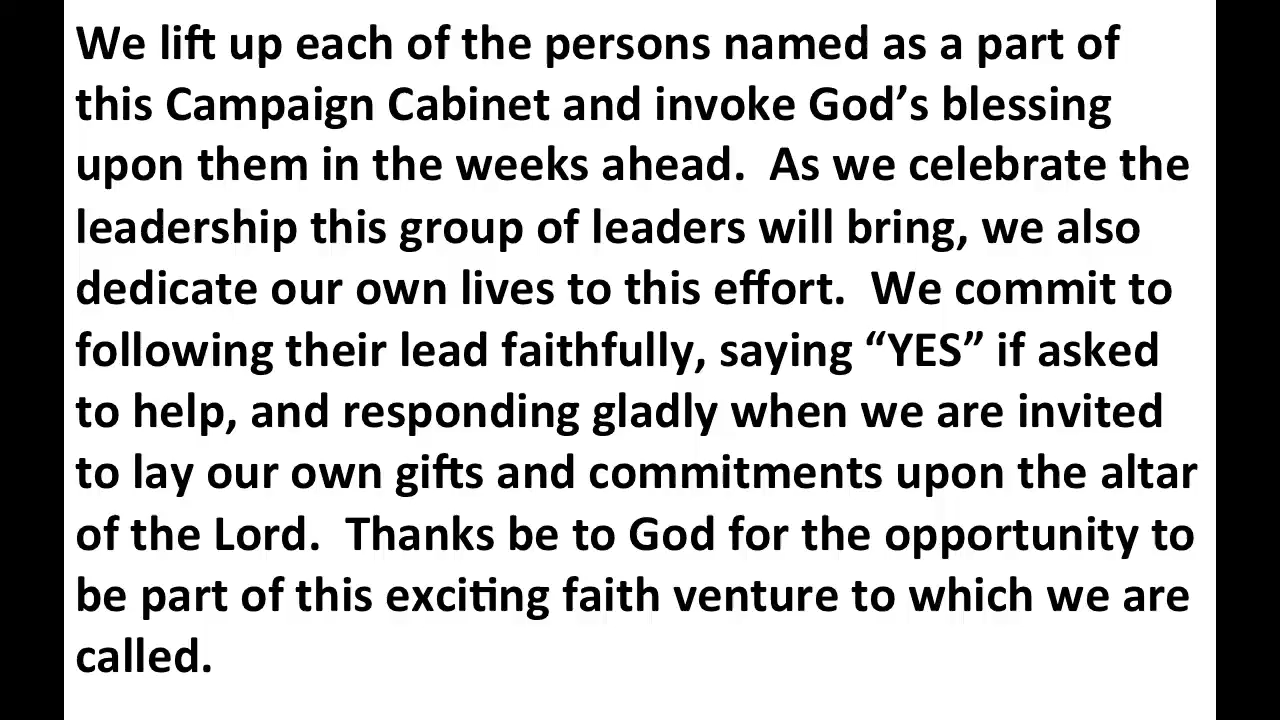 We lift up each of the persons named as a part of
this Campaign Cabinet and invoke God’s blessing
upon them in the weeks ahead.  As we celebrate the
leadership this group of leaders will bring, we also
dedicate our own lives to this effort.  We commit to
following their lead faithfully, saying “YES” if asked
to help, and responding gladly when we are invited
to lay our own gifts and commitments upon the altar
of the Lord.  Thanks be to God for the opportunity to
be part of this exciting faith venture to which we are
called.